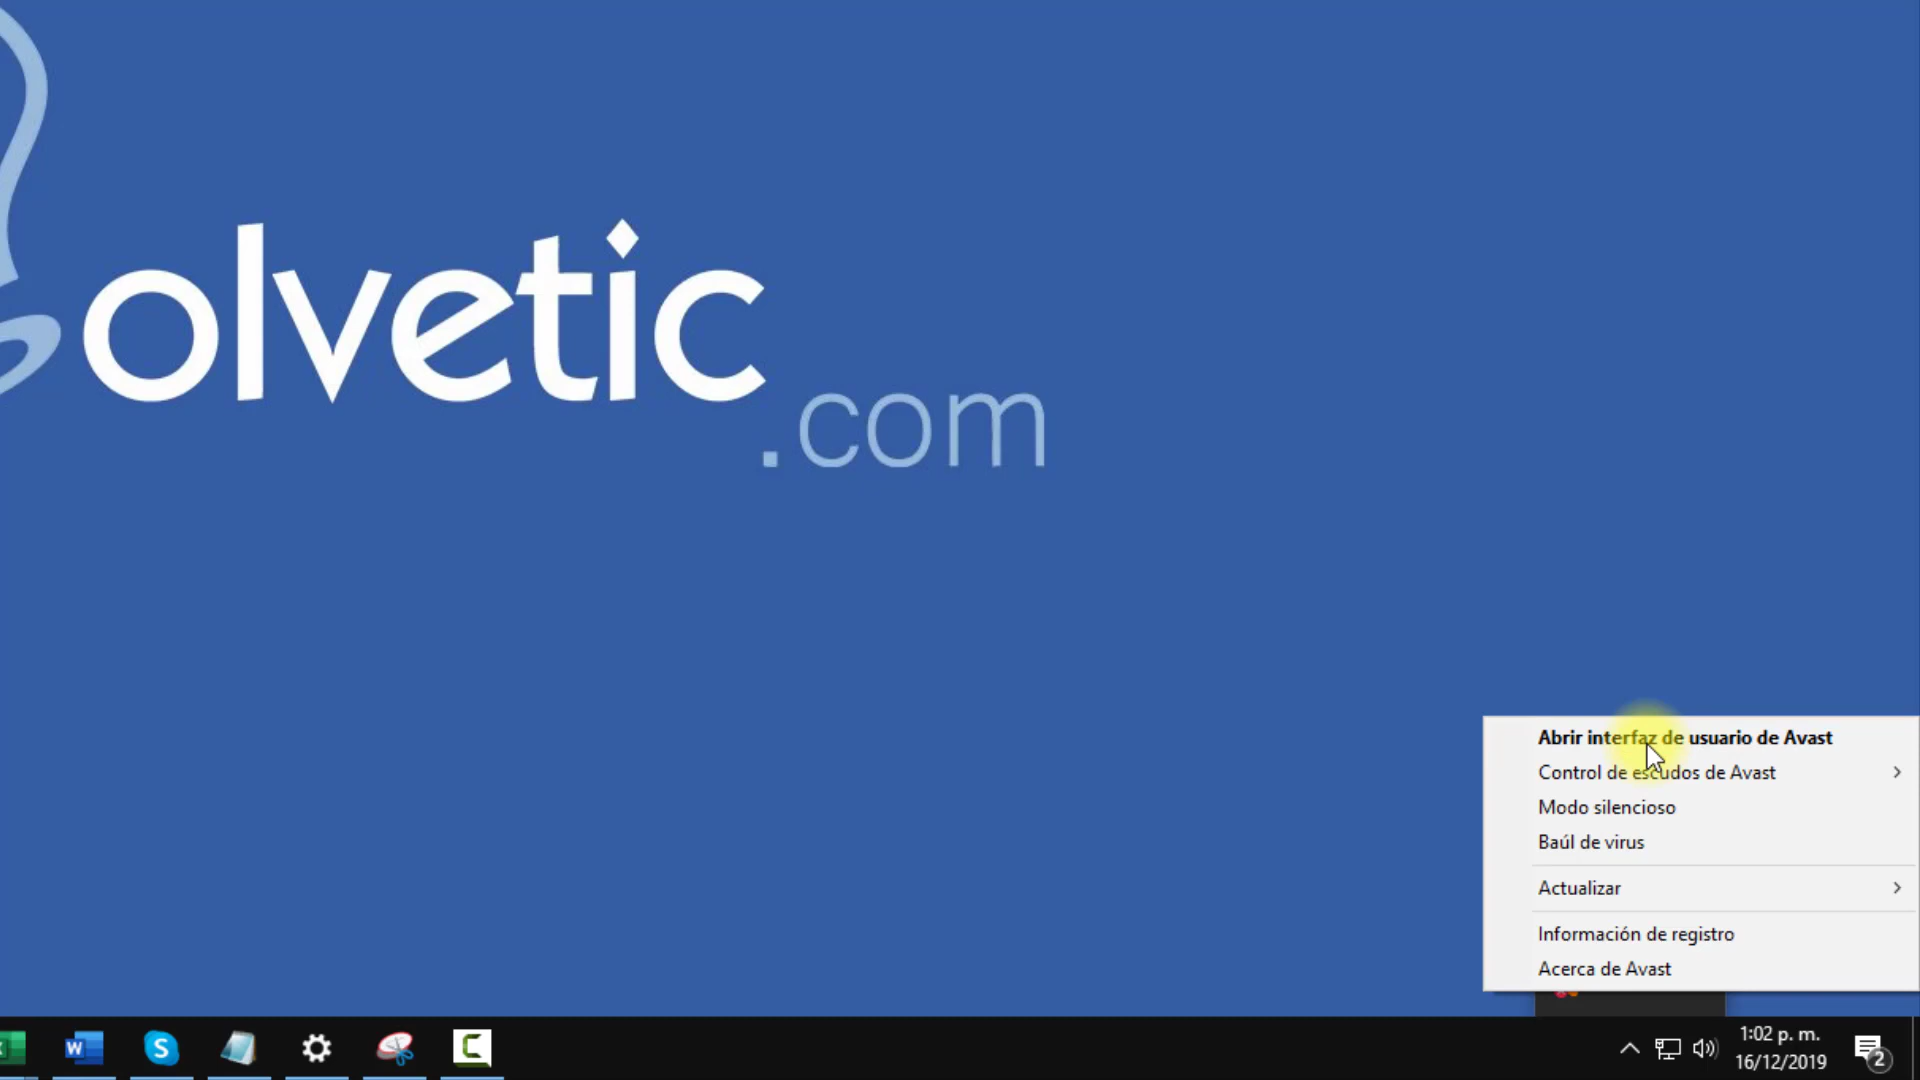 olvetic
.com
Abrir interfaz de usuario de Avast
Control de escudos de Avast
Modo silencioso
Baúl de virus
Actualizar
Información de registro
Acerca de Avast
1:02 p. m.
16/12/2019
2